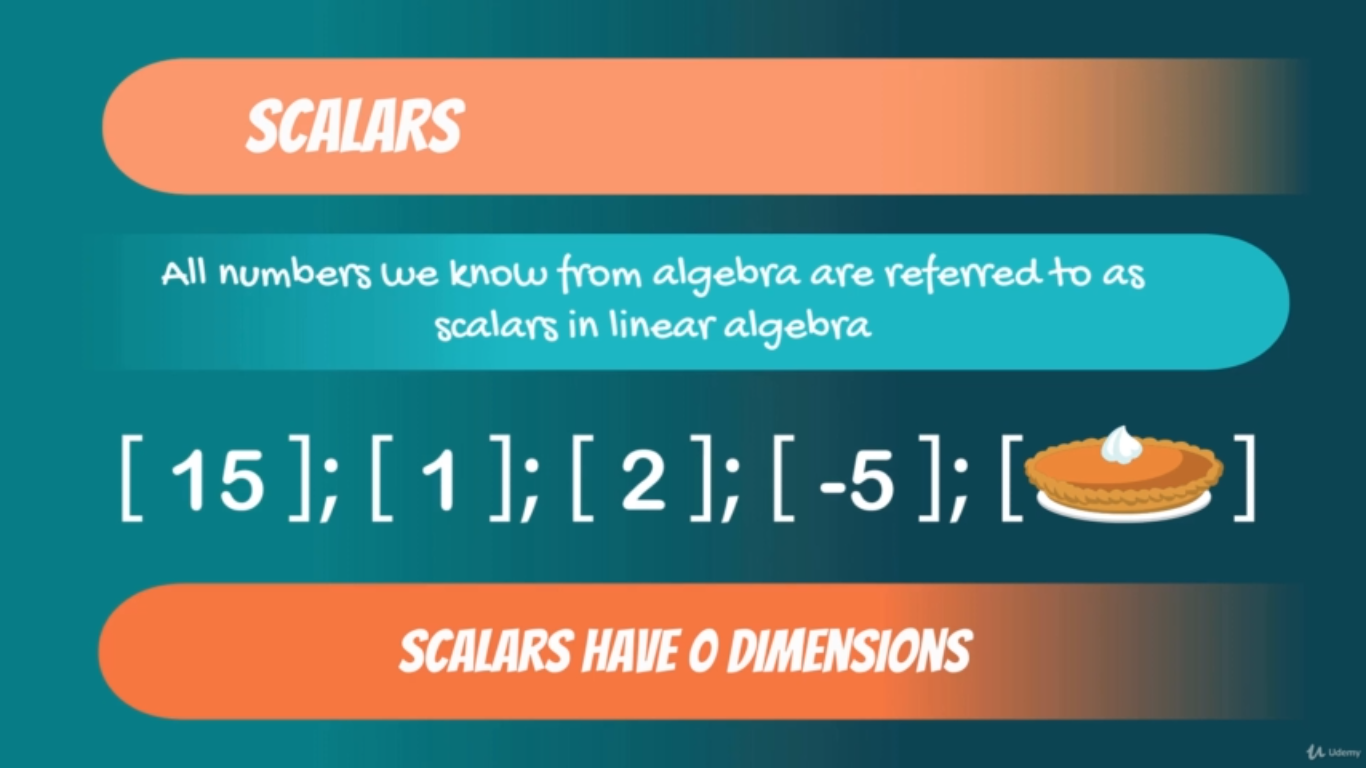 SCALARS
All numbers we know from algebra are referred to as
scalars in linear algebra
[ 15 ]; [ 1 ]; [ 2 ]; [ -5 ]; [ ]
SCALARS HAVE 0 DIMENSIONS
Udemy